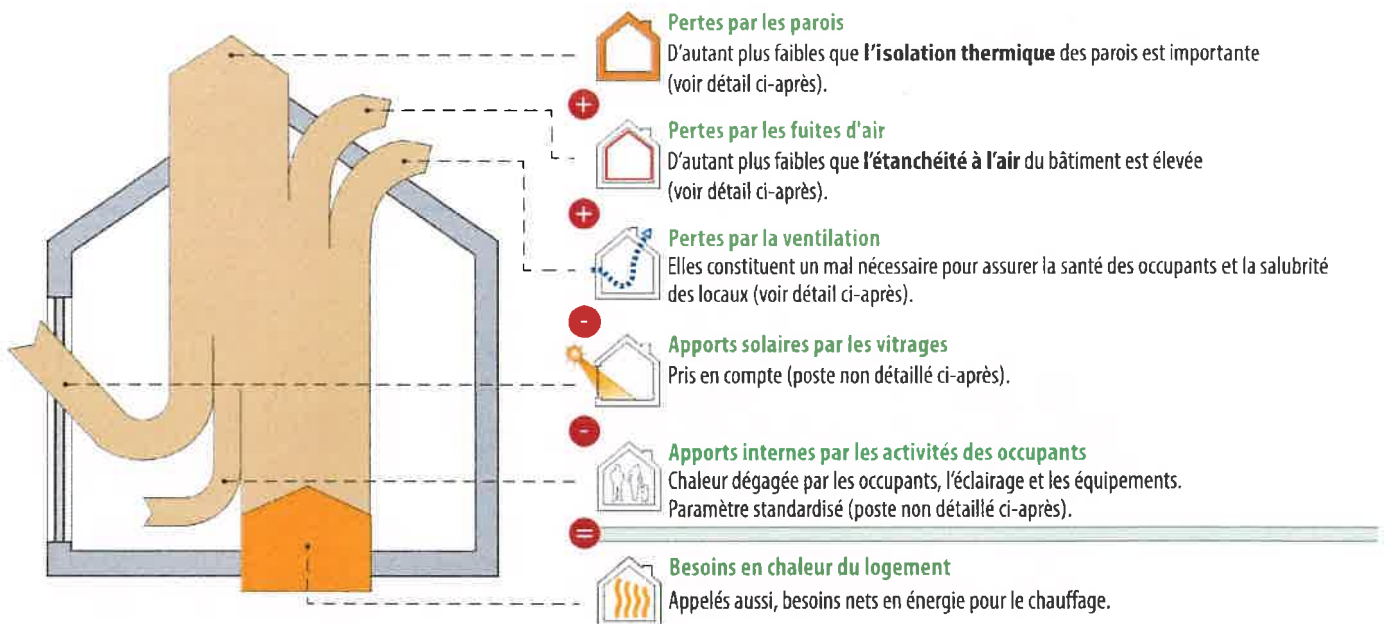 Pertes par les parois
D'autant plus faibles que l'isolation thermique des parois est importante
(voir détail ci-après).
+
Pertes par les fuites d'air
D'autant plus faibles que l'étanchéité à l'air du bâtiment est élevée
(voir détail ci-après).
+
Pertes par la ventilation
Elles constituent un mal nécessaire pour assurer la santé des occupants et la salubrité
des locaux (voir détail ci-après).
-
Apports solaires par les vitrages
Pris en compte (poste non détaillé ci-après).
-
Apports internes par les activités des occupants
Chaleur dégagée par les occupants, l'éclairage et les équipements.
Paramètre standardisé (poste non détaillé ci-après).
=
Besoins en chaleur du logement
Appelés aussi, besoins nets en énergie pour le chauffage.